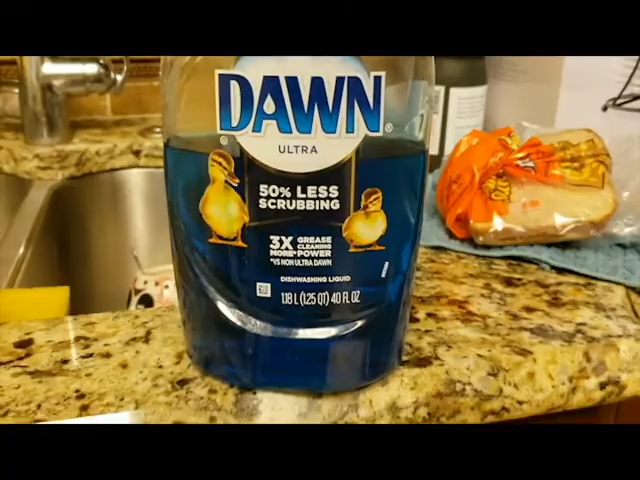 DAWN®
ULTRA
50% LESS
SCRUBBING
3X GREASE
CLEANING
MORE* POWER
*VS NON ULTRA DAWN
DISHWASHING LIQUID
1.18 L (1.25 QT) 40 FL OZ